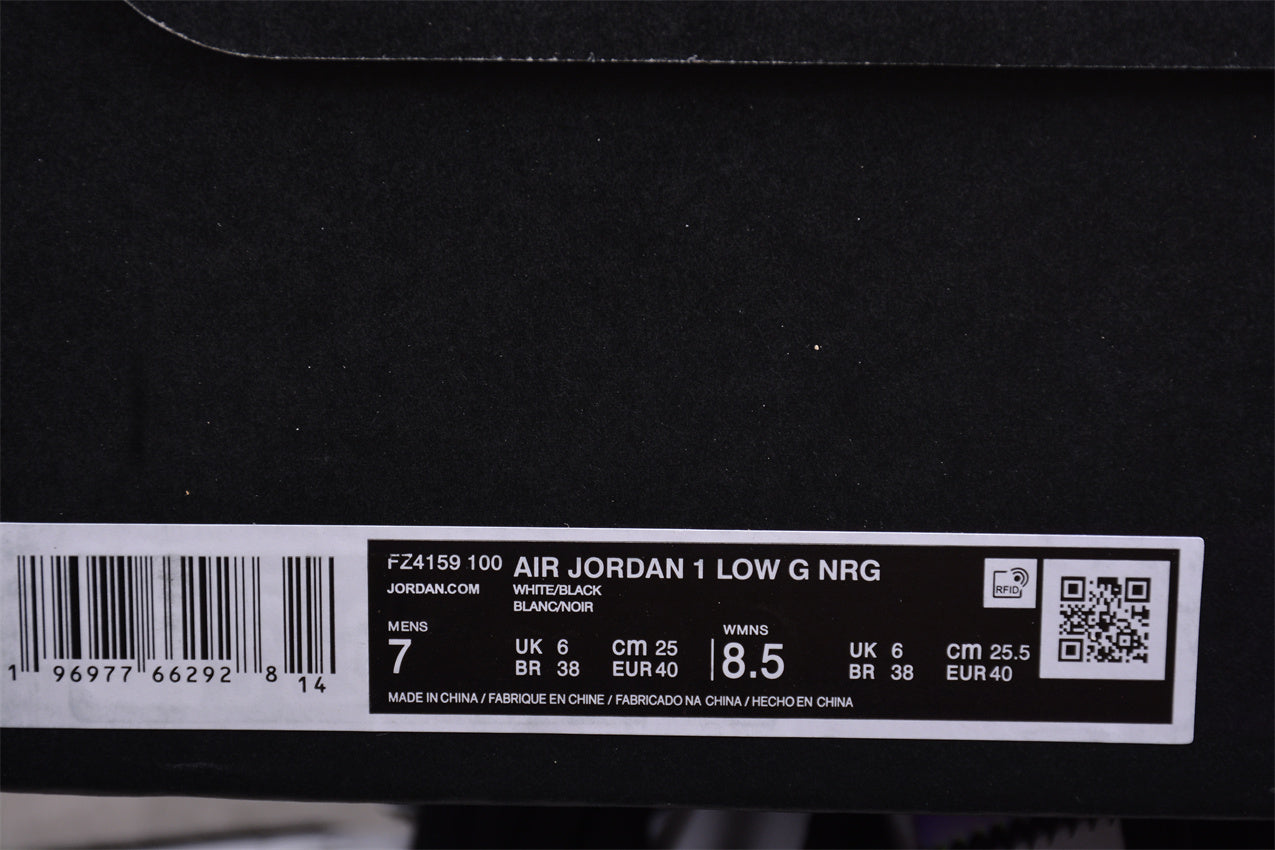 FZ4159 100 AIR JORDAN 1 LOW G NRG
JORDAN.COM WHITE/BLACK
BLANC/NOIR
RFID
MENS
7 UK 6 cm 25
BR 38 EUR 40
WMNS
8.5 UK 6 cm 25.5
BR 38 EUR 40
MADE IN CHINA / FABRIQUE EN CHINE / FABRICADO NA CHINA / HECHO EN CHINA
1 96977 66292 8 14